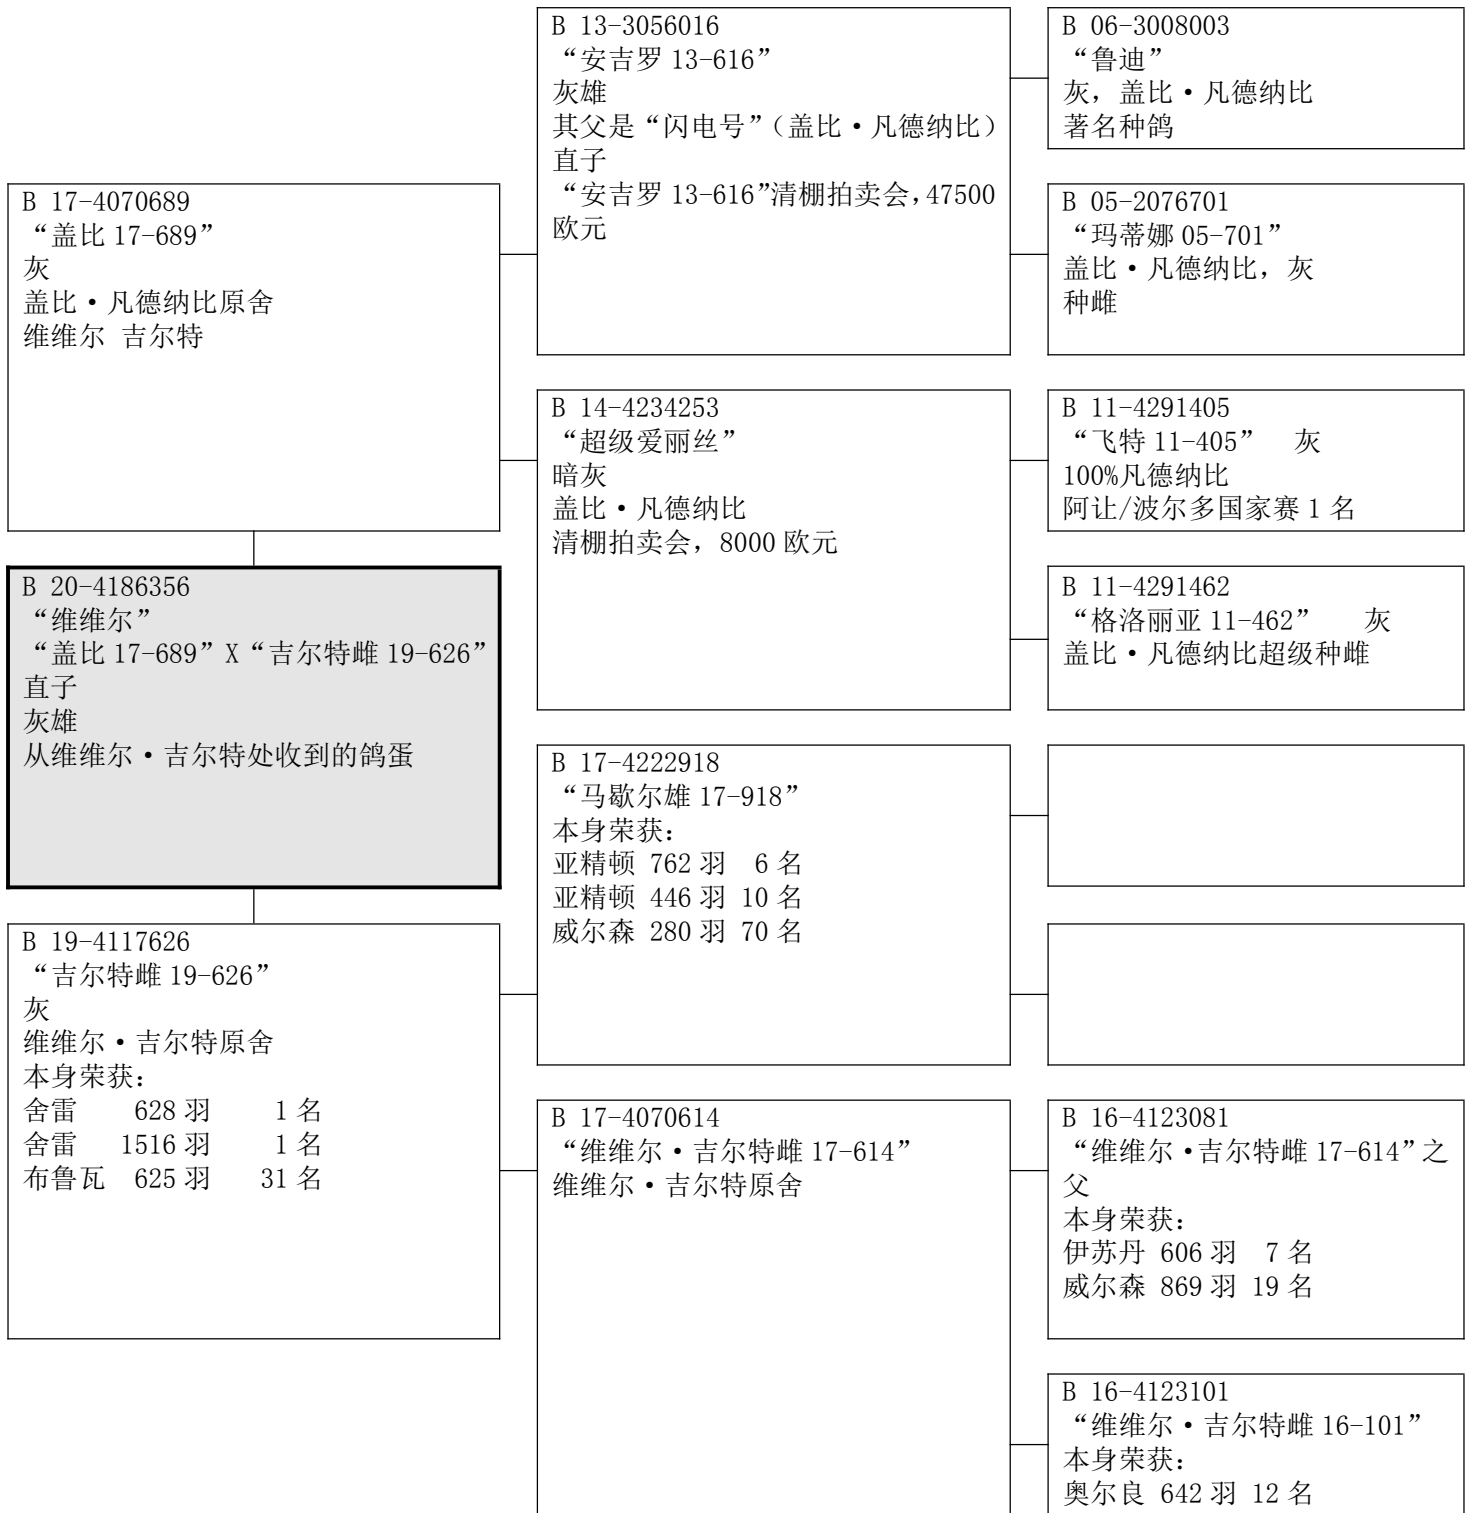 B 17-4070689
“盖比 17-689”
灰
盖比·凡德纳比原舍
维维尔 吉尔特
B 20-4186356
“维维尔”
“盖比 17-689”X“吉尔特雌 19-626”
直子
灰雄
从维维尔·吉尔特处收到的鸽蛋
B 19-4117626
“吉尔特雌 19-626”
灰
维维尔·吉尔特原舍
本身荣获：
舍雷 628 羽 1 名
舍雷 1516 羽 1 名
布鲁瓦 625 羽 31 名
B 13-3056016
“安吉罗 13-616”
灰雄
其父是“闪电号”（盖比·凡德纳比）
直子
“安吉罗 13-616”清棚拍卖会，47500
欧元
B 14-4234253
“超级爱丽丝”
暗灰
盖比·凡德纳比
清棚拍卖会，8000 欧元
B 17-4222918
“马歇尔雄 17-918”
本身荣获：
亚精顿 762 羽 6 名
亚精顿 446 羽 10 名
威尔森 280 羽 70 名
B 17-4070614
“维维尔·吉尔特雌 17-614”
维维尔·吉尔特原舍
B 06-3008003
“鲁迪”
灰，盖比·凡德纳比
著名种鸽
B 05-2076701
“玛蒂娜 05-701”
盖比·凡德纳比，灰
种雌
B 11-4291405
“飞特 11-405” 灰
100%凡德纳比
阿让/波尔多国家赛 1 名
B 11-4291462
“格洛丽亚 11-462” 灰
盖比·凡德纳比超级种雌
B 16-4123081
“维维尔·吉尔特雌 17-614”之
父
本身荣获：
伊苏丹 606 羽 7 名
威尔森 869 羽 19 名
B 16-4123101
“维维尔·吉尔特雌 16-101”
本身荣获：
奥尔良 642 羽 12 名